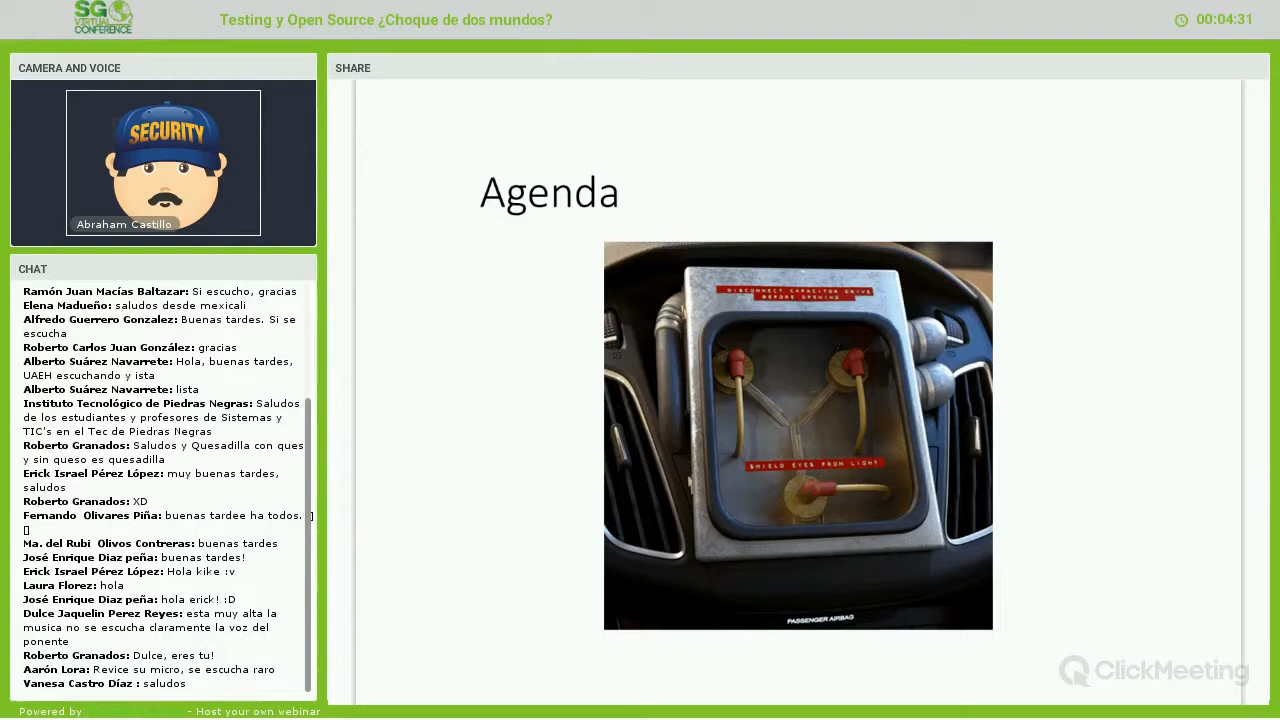 SG
VIRTUAL
CONFERENCE
Testing y Open Source ¿Choque de dos mundos?
00:04:31
CAMERA AND VOICE
SECURITY
Abraham Castillo
CHAT
Ramón Juan Macías Baltazar: Si escucho, gracias
Elena Madueño: saludos desde mexicali
Alfredo Guerrero Gonzalez: Buenas tardes. Si se
escucha
Roberto Carlos Juan González: gracias
Alberto Suárez Navarrete: Hola, buenas tardes,
UAEH escuchando y ista
Alberto Suárez Navarrete: lista
Instituto Tecnológico de Piedras Negras: Saludos
de los estudiantes y profesores de Sistemas y
TIC's en el Tec de Piedras Negras
Roberto Granados: Saludos y Quesadilla con ques
y sin queso es quesadilla
Erick Israel Pérez López: muy buenas tardes,
saludos
Roberto Granados: XD
Fernando Olivares Piña: buenas tardee ha todos.
Ma. del Rubi Olivos Contreras: buenas tardes
José Enrique Diaz peña: buenas tardes!
Erick Israel Pérez López: Hola kike :v
Laura Florez: hola
José Enrique Diaz peña: hola erick! :D
Dulce Jaquelin Perez Reyes: esta muy alta la
musica no se escucha claramente la voz del
ponente
Roberto Granados: Dulce, eres tu!
Aarón Lora: Revice su micro, se escucha raro
Vanesa Castro Díaz : saludos
Powered by - Host your own webinar
SHARE
Agenda
DISCONNECT CAPACITOR DRIVE
BEFORE OPENING
SHIELD EYES FROM LIGHT
PASSENGER AIRBAG
ClickMeeting